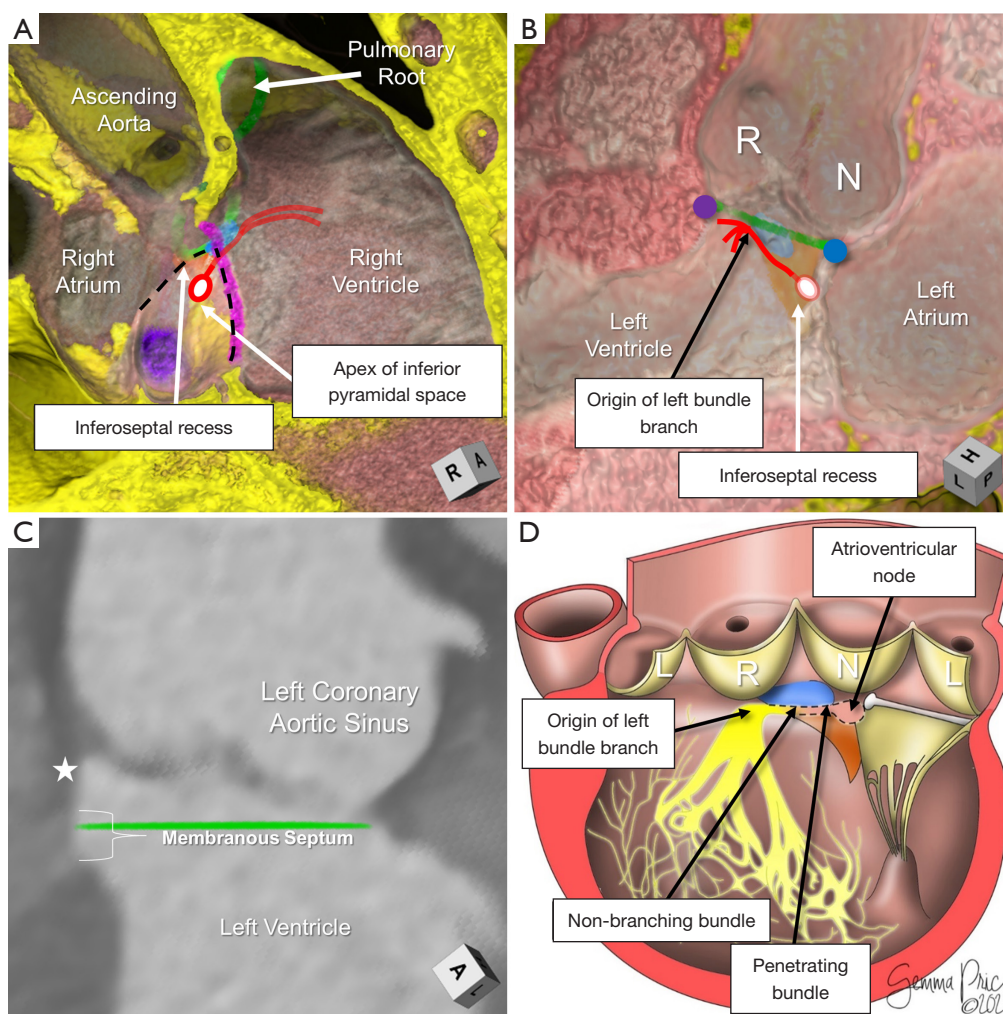 A
Pulmonary
Root
Ascending
Aorta
Right
Atrium
Right
Ventricle
Apex of inferior
pyramidal space
Inferoseptal recess
R
A
B
R
N
Left
Ventricle
Left
Atrium
Origin of left bundle
branch
Inferoseptal recess
H
L
P
C
Left Coronary
Aortic Sinus
Membranous Septum
Left Ventricle
A
L
D
Atrioventricular
node
L
R
N
L
Origin of left
bundle branch
Non-branching bundle
Penetrating
bundle
Gemma Pric